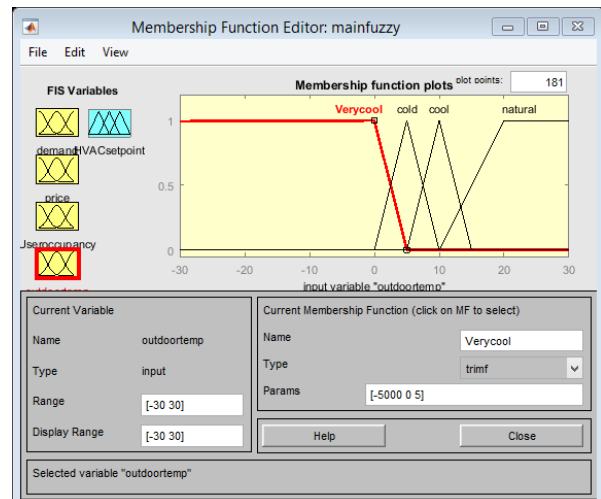 Membership Function Editor: mainfuzzy
File Edit View
FIS Variables
Membership function plots
plot points:
181
Verycool cold cool natural
1
0.5
0
-30 -20 -10 0 10 20 30
input variable "outdoortemp"
demand
HVACsetpoint
price
Useroccupancy
outdoortemp
Current Variable
Name outdoortemp
Type input
Range [-30 30]
Display Range [-30 30]
Current Membership Function (click on MF to select)
Name Verycool
Type trimf
Params [-5000 0 5]
Help Close
Selected variable "outdoortemp"